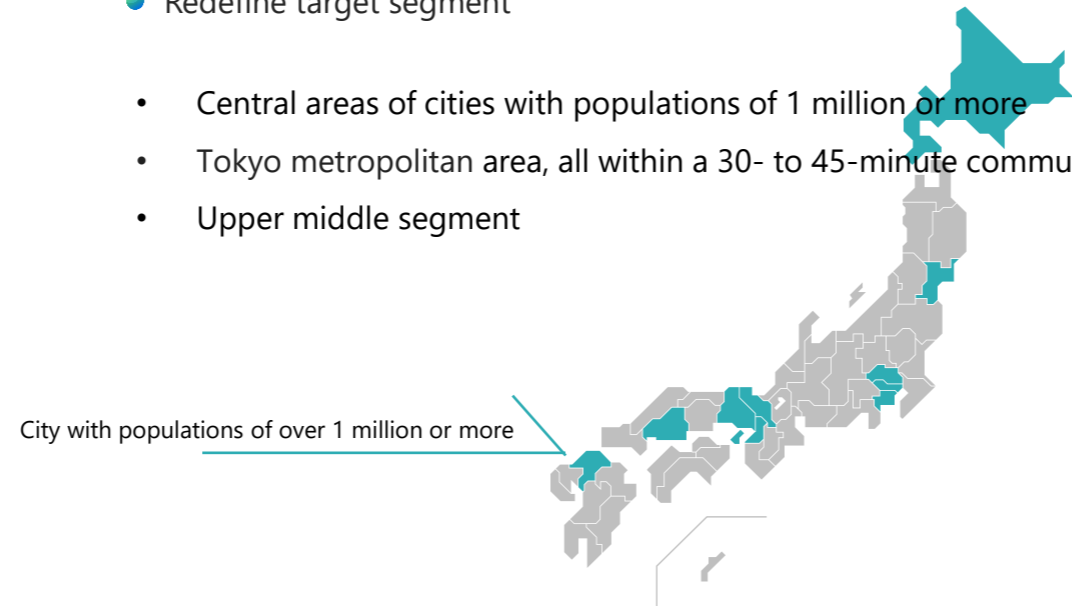 Redefine target segment
• Central areas of cities with populations of 1 million or more
• Tokyo metropolitan area, all within a 30- to 45-minute commu
• Upper middle segment
City with populations of over 1 million or more